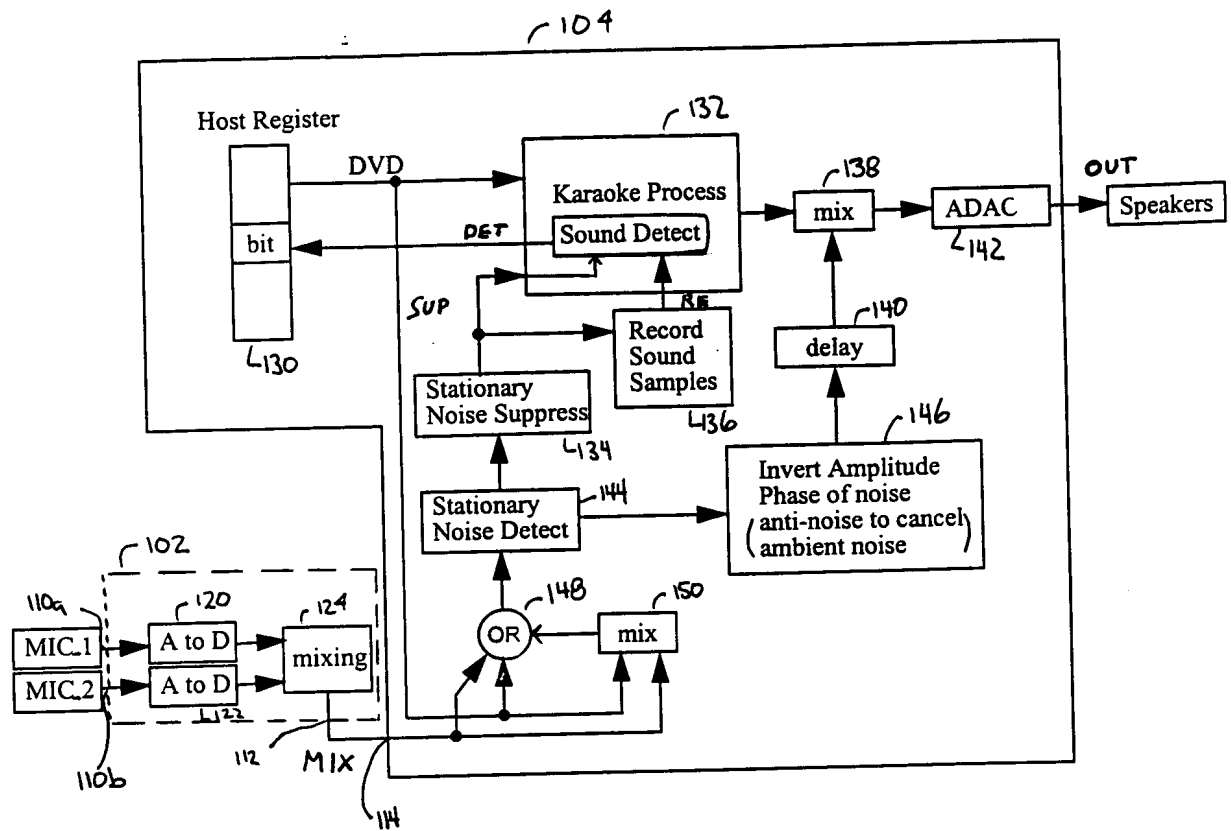 104
Host Register
132
DVD
138
OUT
Karaoke Process
mix
ADAC
Speakers
bit
DET
Sound Detect
142
SUP
RE
140
130
Record
Sound
Samples
delay
Stationary
Noise Suppress
136
134
146
144
Invert Amplitude
Phase of noise
(anti-noise to cancel
ambient noise)
Stationary
Noise Detect
102
148
150
110a
120
124
OR
mix
MIC_1
A to D
mixing
MIC_2
A to D
122
112
MIX
110b
114